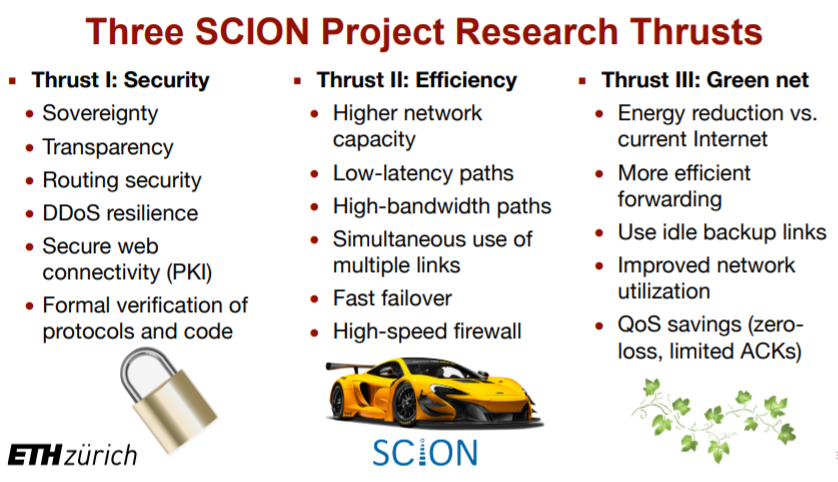 Three SCION Project Research Thrusts
Thrust I: Security
Sovereignty
Transparency
Routing security
DDoS resilience
Secure web
connectivity (PKI)
Formal verification of
protocols and code
Thrust II: Efficiency
Higher network
capacity
Low-latency paths
High-bandwidth paths
Simultaneous use of
multiple links
Fast failover
High-speed firewall
Thrust III: Green net
Energy reduction vs.
current Internet
More efficient
forwarding
Use idle backup links
Improved network
utilization
QoS savings (zero-
loss, limited ACKs)
ETH zürich
SCION